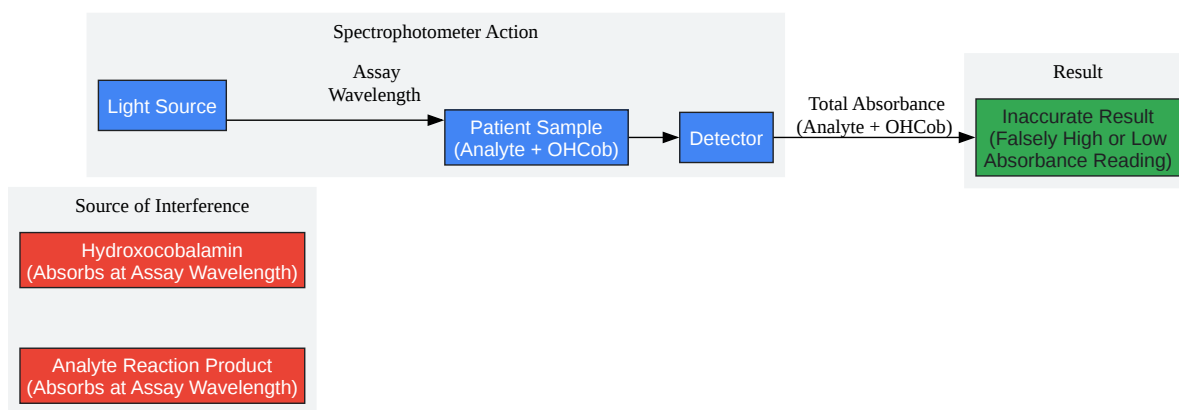 Spectrophotometer Action
Light Source
Assay
Wavelength
Patient Sample
(Analyte + OHCob)
Detector
Total Absorbance
(Analyte + OHCob)
Result
Inaccurate Result
(Falsely High or Low
Absorbance Reading)
Source of Interference
Hydroxocobalamin
(Absorbs at Assay Wavelength)
Analyte Reaction Product
(Absorbs at Assay Wavelength)